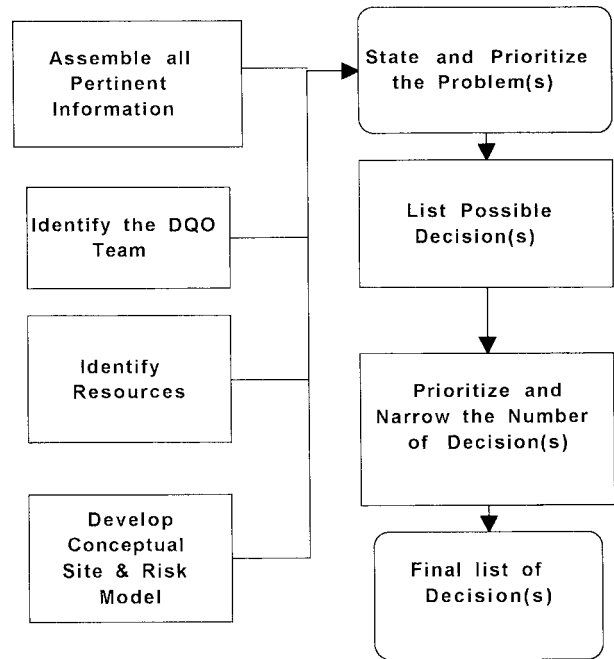 Assemble all
Pertinent
Information
Identify the DQO
Team
Identify
Resources
Develop
Conceptual
Site & Risk
Model
State and Prioritize
the Problem(s)
List Possible
Decision(s)
Prioritize and
Narrow the Number
of Decision(s)
Final list of
Decision(s)